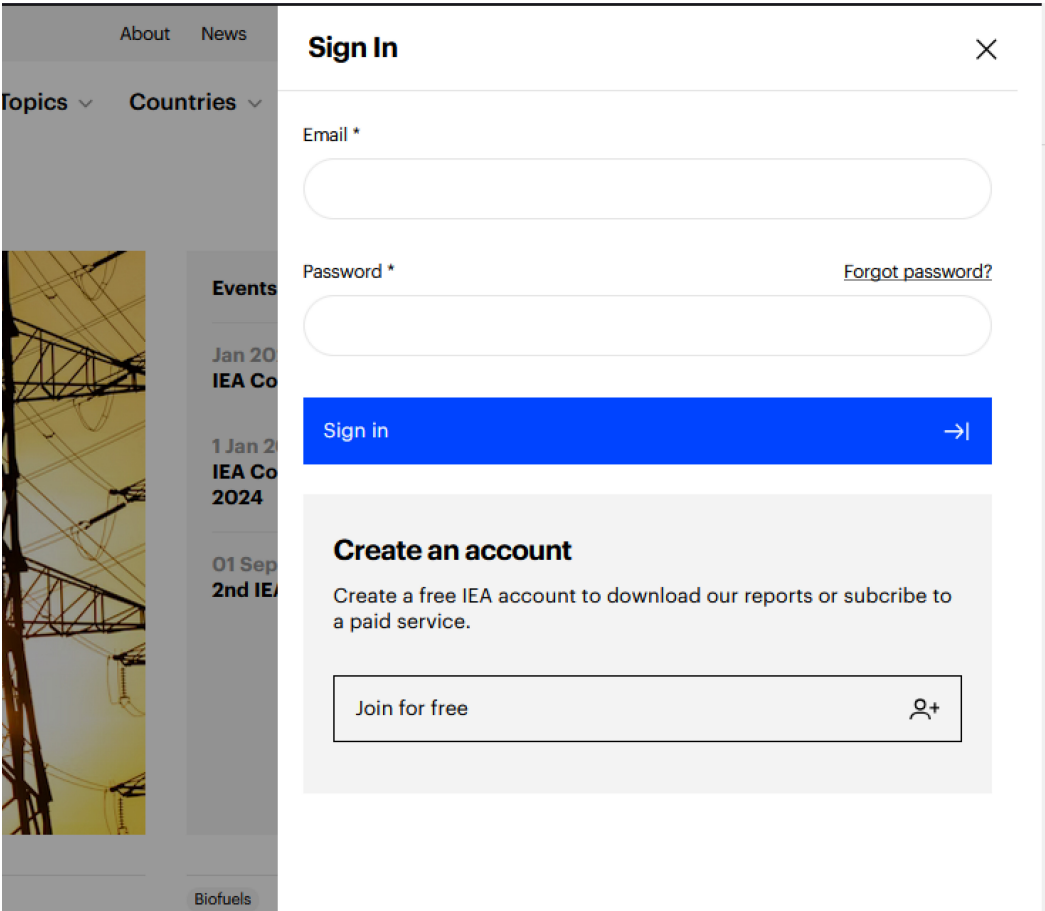 About News
Topics Countries
Events
Jan 20
IEA Co
1 Jan 2
IEA Co
2024
01 Sep
2nd IEA
Biofuels
Sign In
Email *
Password * Forgot password?
Sign in
Create an account
Create a free IEA account to download our reports or subcribe to
a paid service.
Join for free